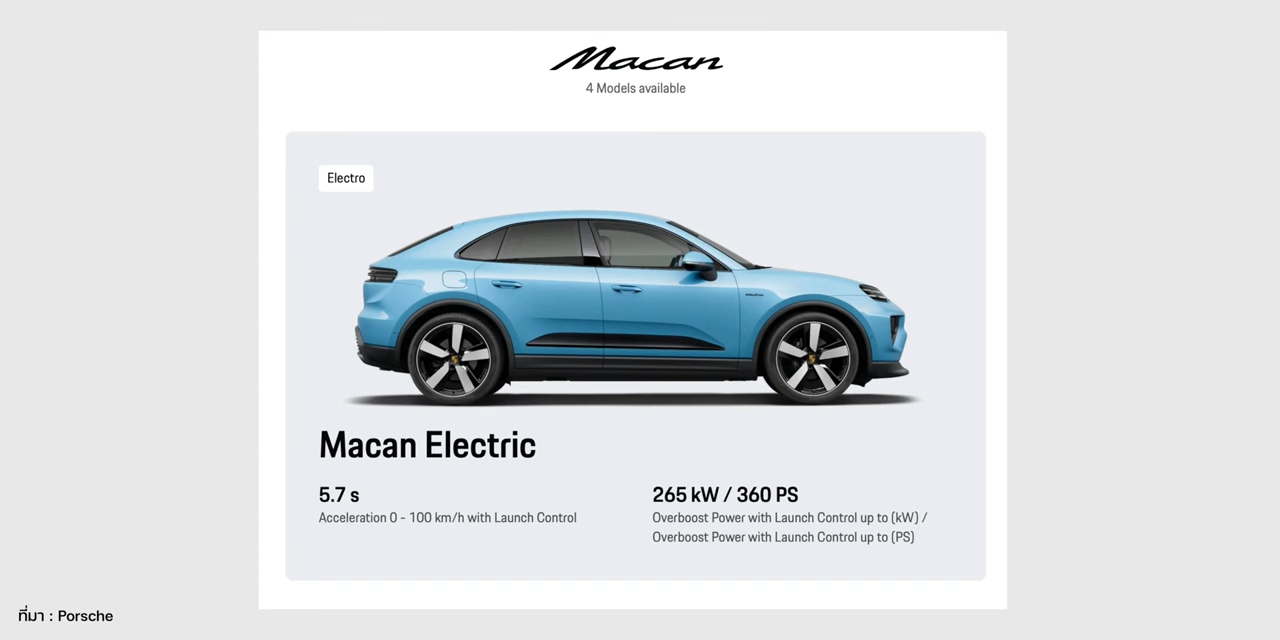 Macan
4 Models available
Electro
Macan Electric
5.7 s
Acceleration 0 - 100 km/h with Launch Control
265 kW / 360 PS
Overboost Power with Launch Control up to (kW) /
Overboost Power with Launch Control up to (PS)
ที่มา : Porsche